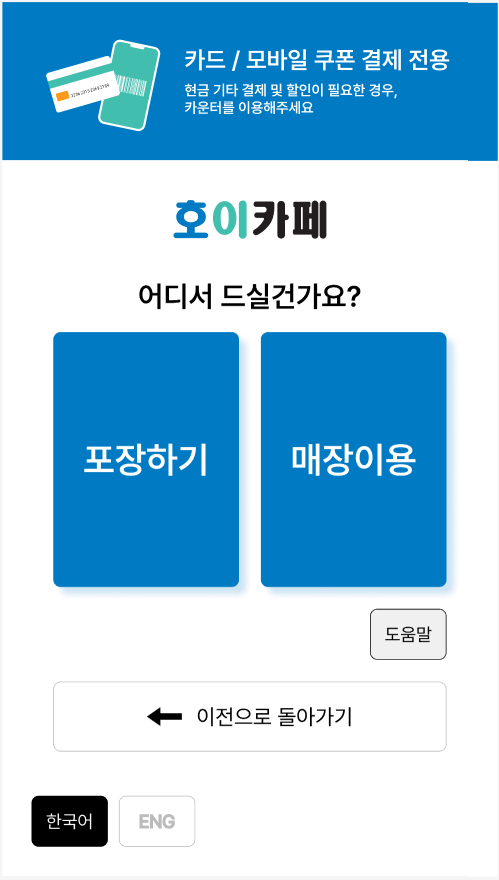 카드 / 모바일 쿠폰 결제 전용
현금 기타 결제 및 할인이 필요한 경우,
카운터를 이용해주세요
호이카페
어디서 드실건가요?
포장하기
매장이용
도움말
이전으로 돌아가기
한국어
ENG